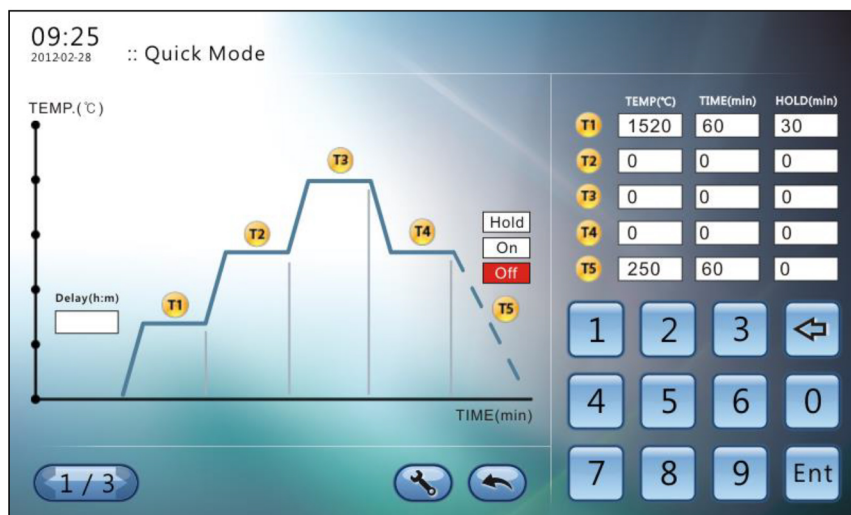 09:25
2012-02-28
:: Quick Mode
TEMP.(℃)
T3
T2
T4
T1
T5
Delay(h:m)
Hold
On
Off
TIME(min)
1 / 3
TEMP(℃) TIME(min) HOLD(min)
T1 1520 60 30
T2 0 0 0
T3 0 0 0
T4 0 0 0
T5 250 60 0
1 2 3
4 5 6 0
7 8 9 Ent